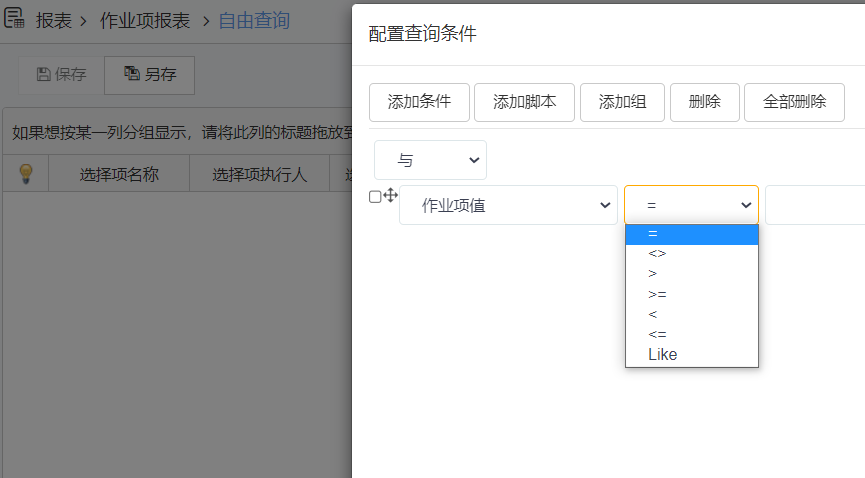 报表 > 作业项报表 > 自由查询
保存 另存
如果想按某一列分组显示，请将此列的标题拖放到
选择项名称 选择项执行人
配置查询条件
添加条件 添加脚本 添加组 删除 全部删除
与
作业项值 =
=
<>
>
>=
<
<=
Like